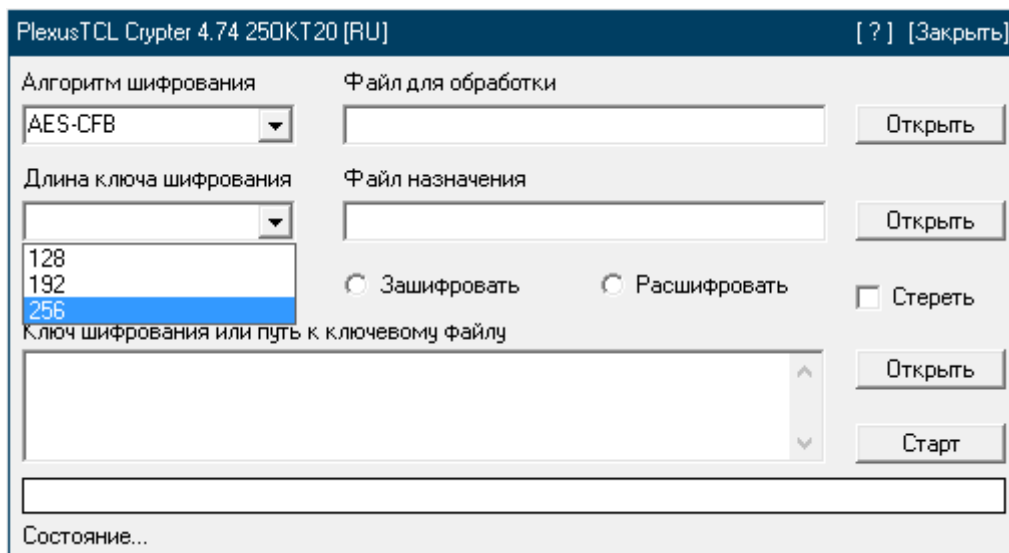 PlexusTCL Crypter 4.74 25OKT20 [RU] [ ? ] [Закрыть]
Алгоритм шифрования Файл для обработки
AES-CFB Открыть
Длина ключа шифрования Файл назначения
Открыть
128
192 Зашифровать Расшифровать
256 Стереть
Ключ шифрования или путь к ключевому файлу
Открыть
Старт
Состояние...